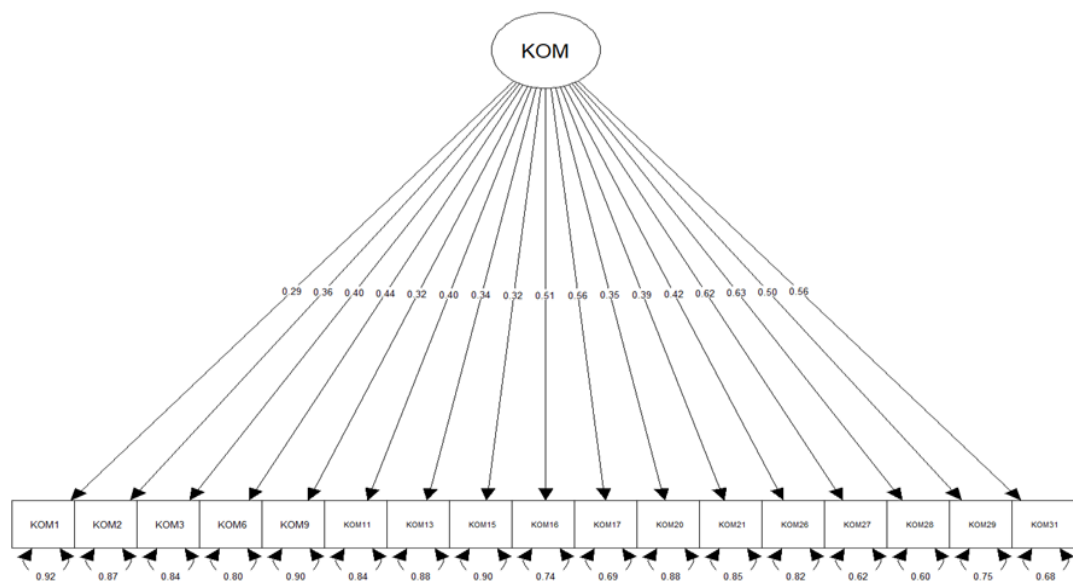 KOM
0.29 0.36 0.40 0.44 0.32 0.40 0.34 0.32 0.51 0.56 0.35 0.39 0.42 0.62 0.63 0.50 0.56
KOM1 KOM2 KOM3 KOM6 KOM9 KOM11 KOM13 KOM15 KOM16 KOM17 KOM20 KOM21 KOM26 KOM27 KOM28 KOM29 KOM31
0.92 0.87 0.84 0.80 0.90 0.84 0.88 0.90 0.74 0.69 0.88 0.85 0.82 0.62 0.60 0.75 0.68